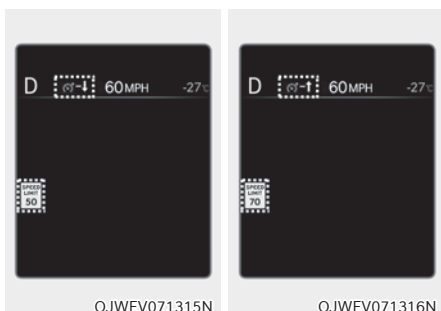 D 60 MPH -27℃
SPEED
LIMIT
50
OJWEV071315N
D 60 MPH -27℃
SPEED
LIMIT
70
OJWEV071316N